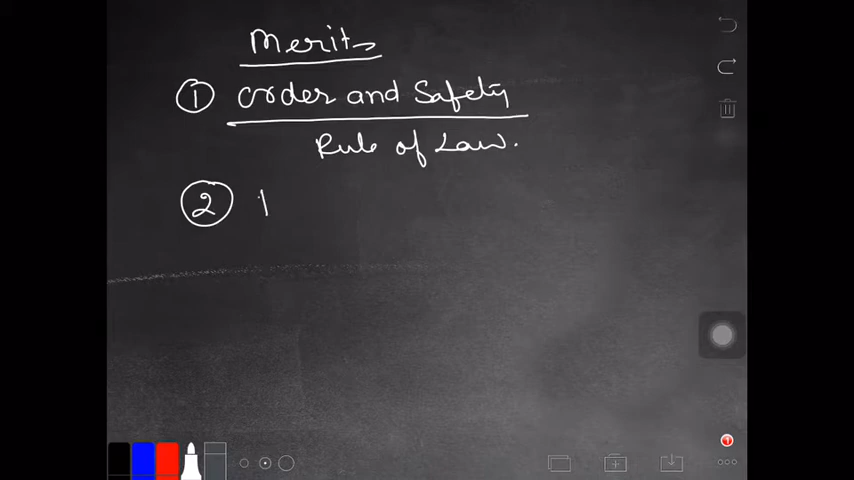 Merits
① Order and Safety
Rule of Law.
②